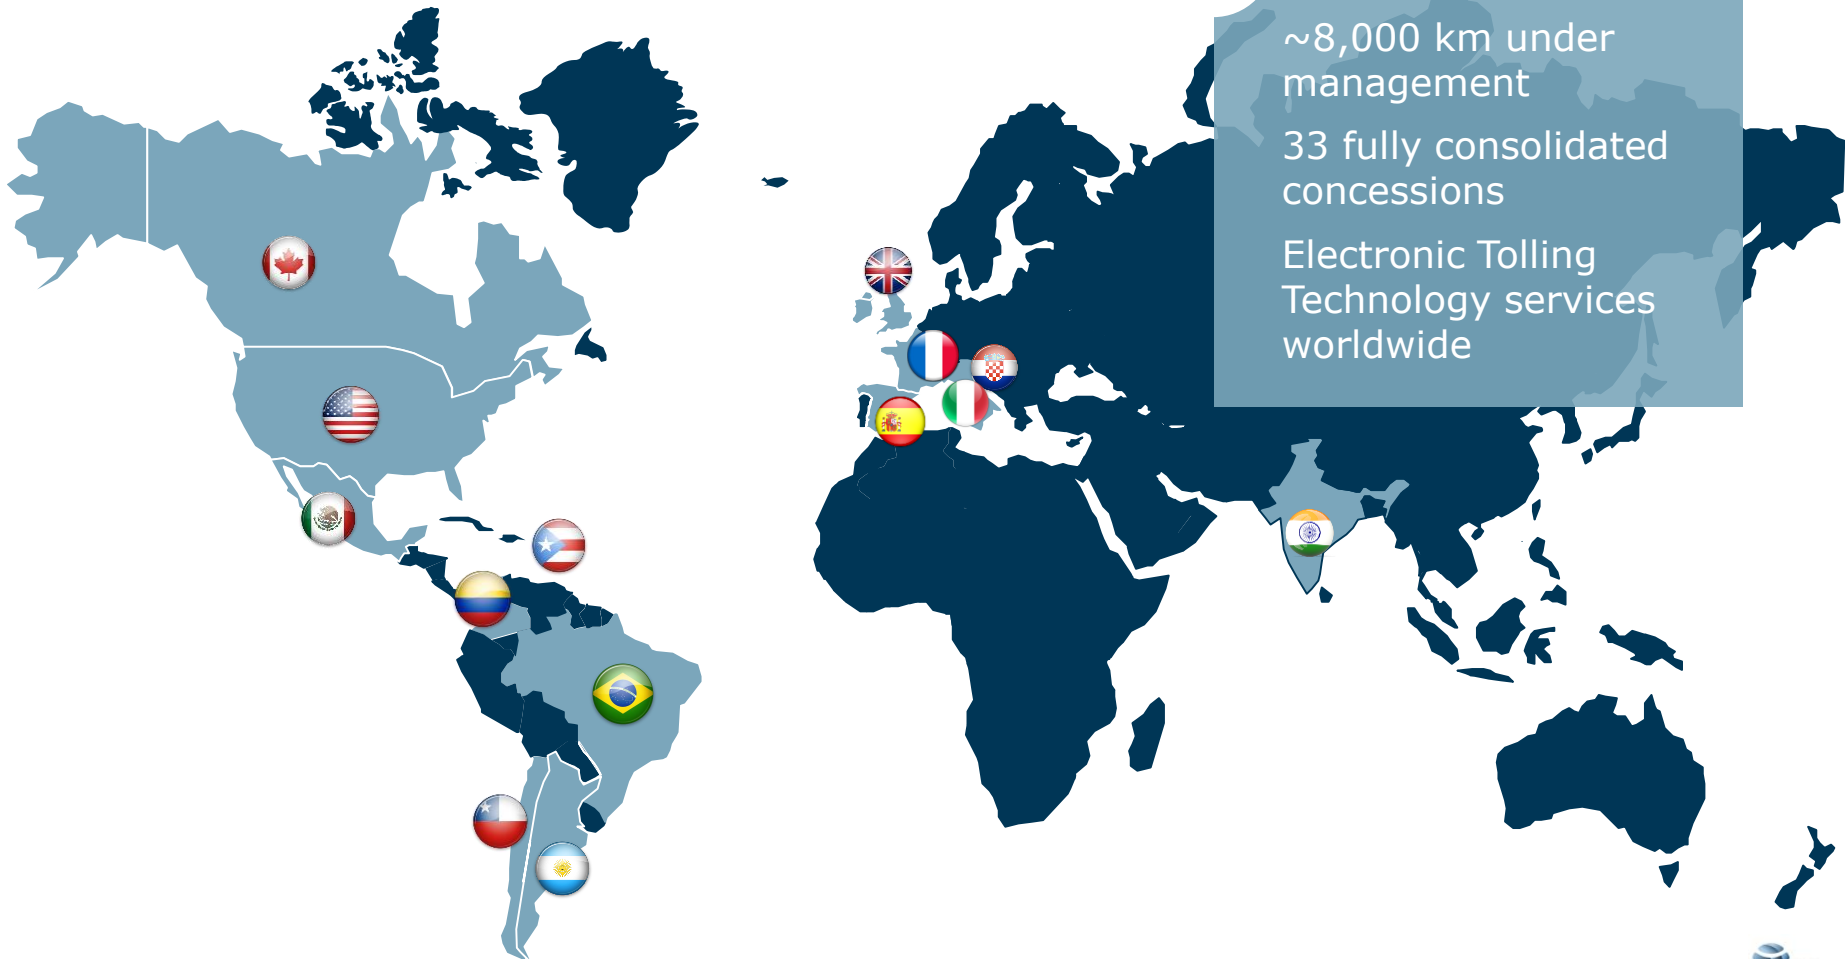 ~8,000 km under
management
33 fully consolidated
concessions
Electronic Tolling
Technology services
worldwide